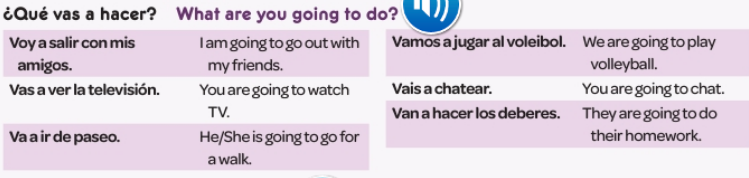 ¿Qué vas a hacer? What are you going to do?
Voy a salir con mis
amigos.
I am going to go out with
my friends.
Vas a ver la televisión.
You are going to watch
TV.
Va a ir de paseo.
He/She is going to go for
a walk.
Vamos a jugar al voleibol.
We are going to play
volleyball.
Vais a chatear.
You are going to chat.
Van a hacer los deberes.
They are going to do
their homework.